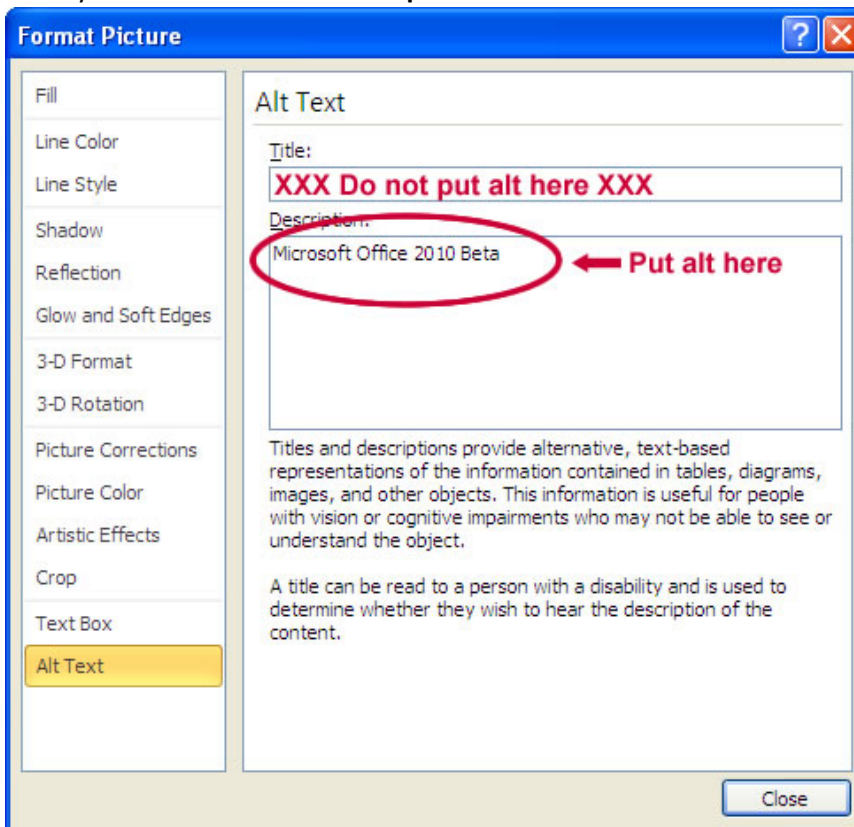 Format Picture
Fill
Line Color
Line Style
Shadow
Reflection
Glow and Soft Edges
3-D Format
3-D Rotation
Picture Corrections
Picture Color
Artistic Effects
Crop
Text Box
Alt Text
Alt Text
Title:
XXX Do not put alt here XXX
Description:
Microsoft Office 2010 Beta
Put alt here
Titles and descriptions provide alternative, text-based
representations of the information contained in tables, diagrams,
images, and other objects. This information is useful for people
with vision or cognitive impairments who may not be able to see or
understand the object.
A title can be read to a person with a disability and is used to
determine whether they wish to hear the description of the
content.
Close